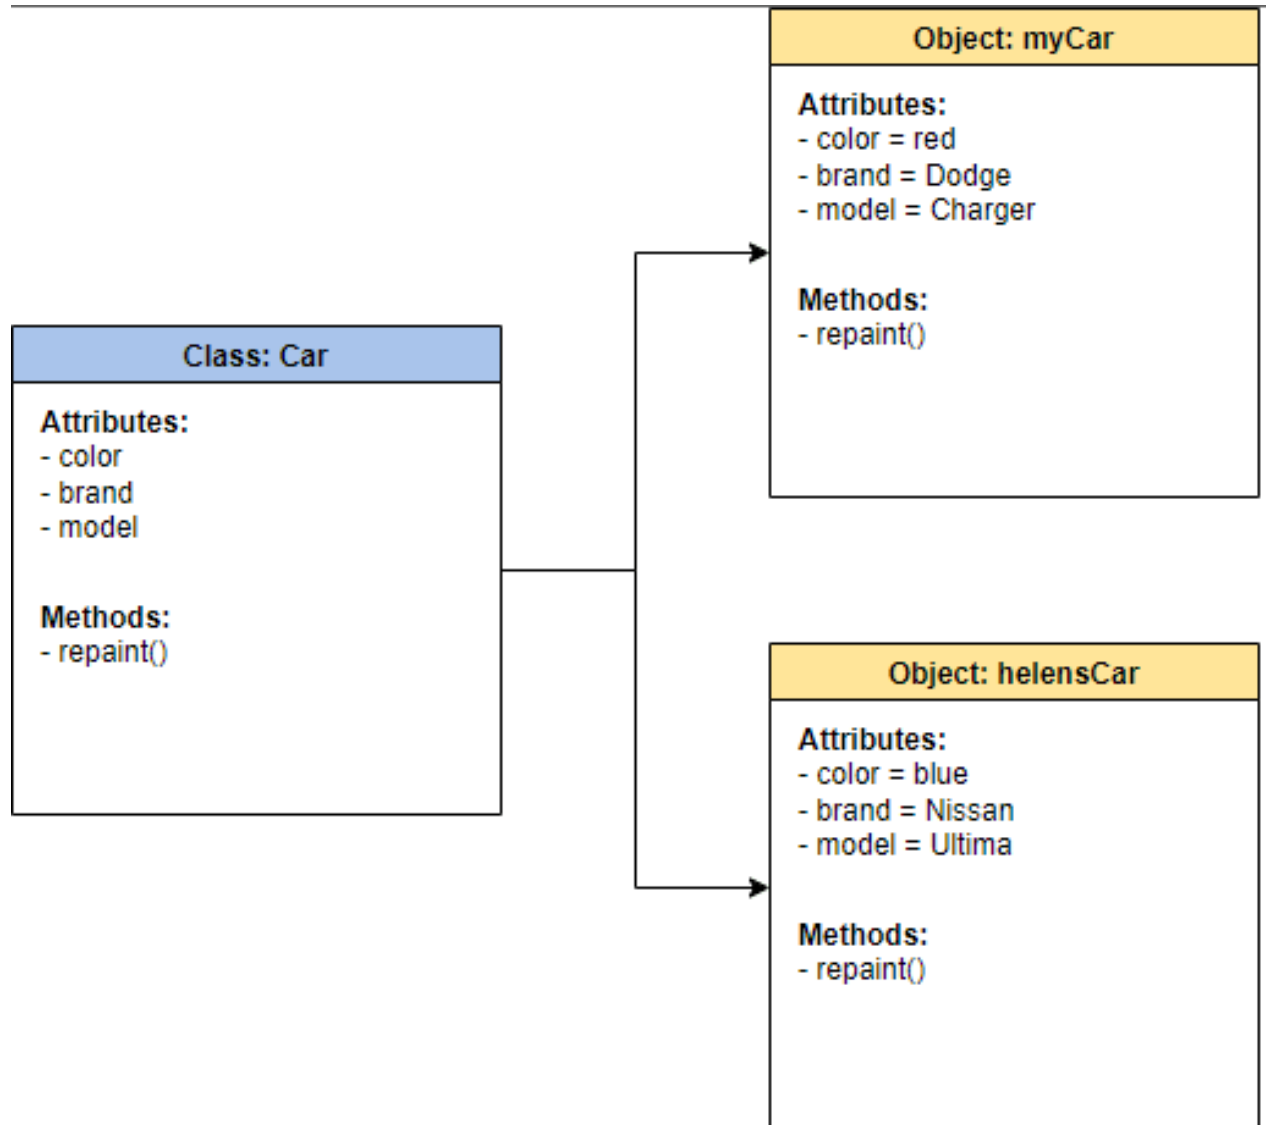 Class: Car
Attributes:
- color
- brand
- model
Methods:
- repaint()
Object: myCar
Attributes:
- color = red
- brand = Dodge
- model = Charger
Methods:
- repaint()
Object: helensCar
Attributes:
- color = blue
- brand = Nissan
- model = Ultima
Methods:
- repaint()